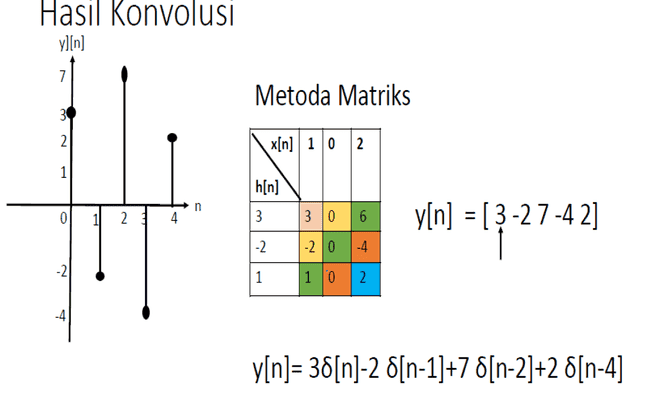 Hasil Konvolusi
y][n]
7
3
2
1
0 1 2 3 4 n
-2
-4
Metoda Matriks
x[n] 1 0 2
h[n]
3 3 0 6
-2 -2 0 -4
1 1 0 2
y[n] = [ 3 -2 7 -4 2]
y[n]= 3δ[n]-2 δ[n-1]+7 δ[n-2]+2 δ[n-4]